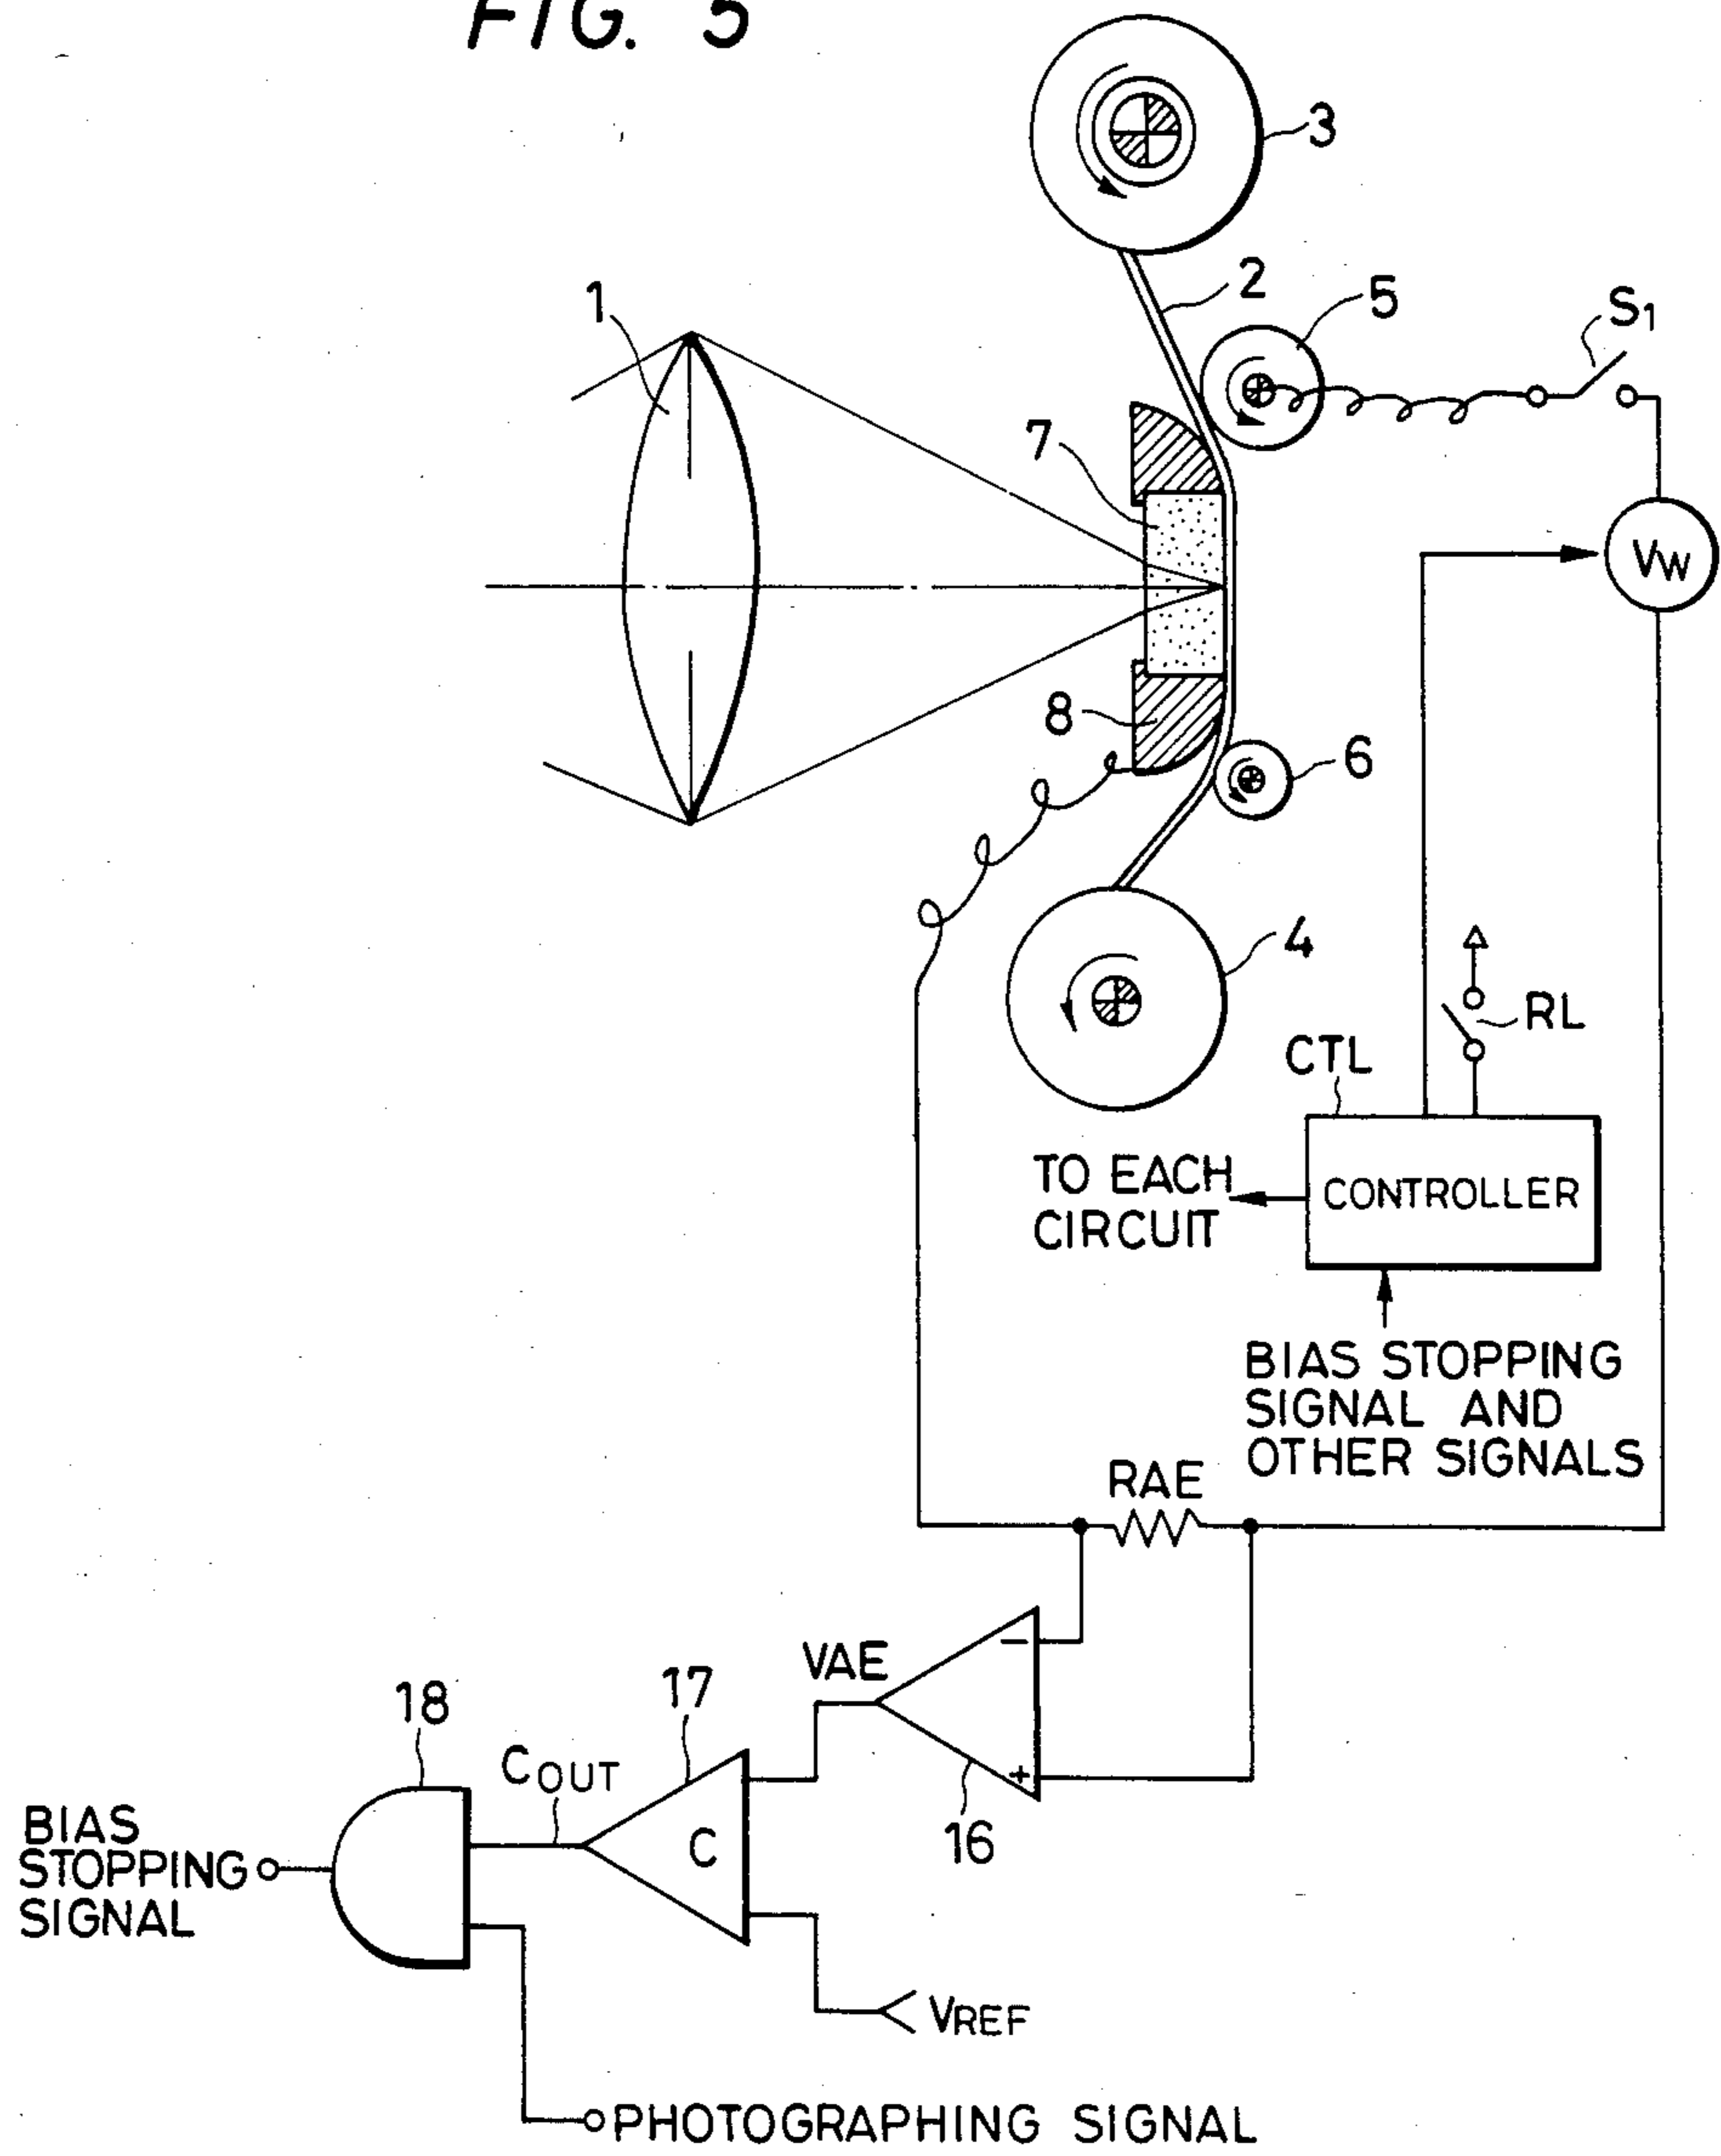 FIG. 5
3
2
5
S1
1
7
VW
8
6
4
RL
CTL
TO EACH
CIRCUIT
CONTROLLER
BIAS STOPPING
SIGNAL AND
OTHER SIGNALS
RAE
−
VAE
17
18
COUT
+
16
C
BIAS
STOPPING
SIGNAL
VREF
PHOTOGRAPHING SIGNAL